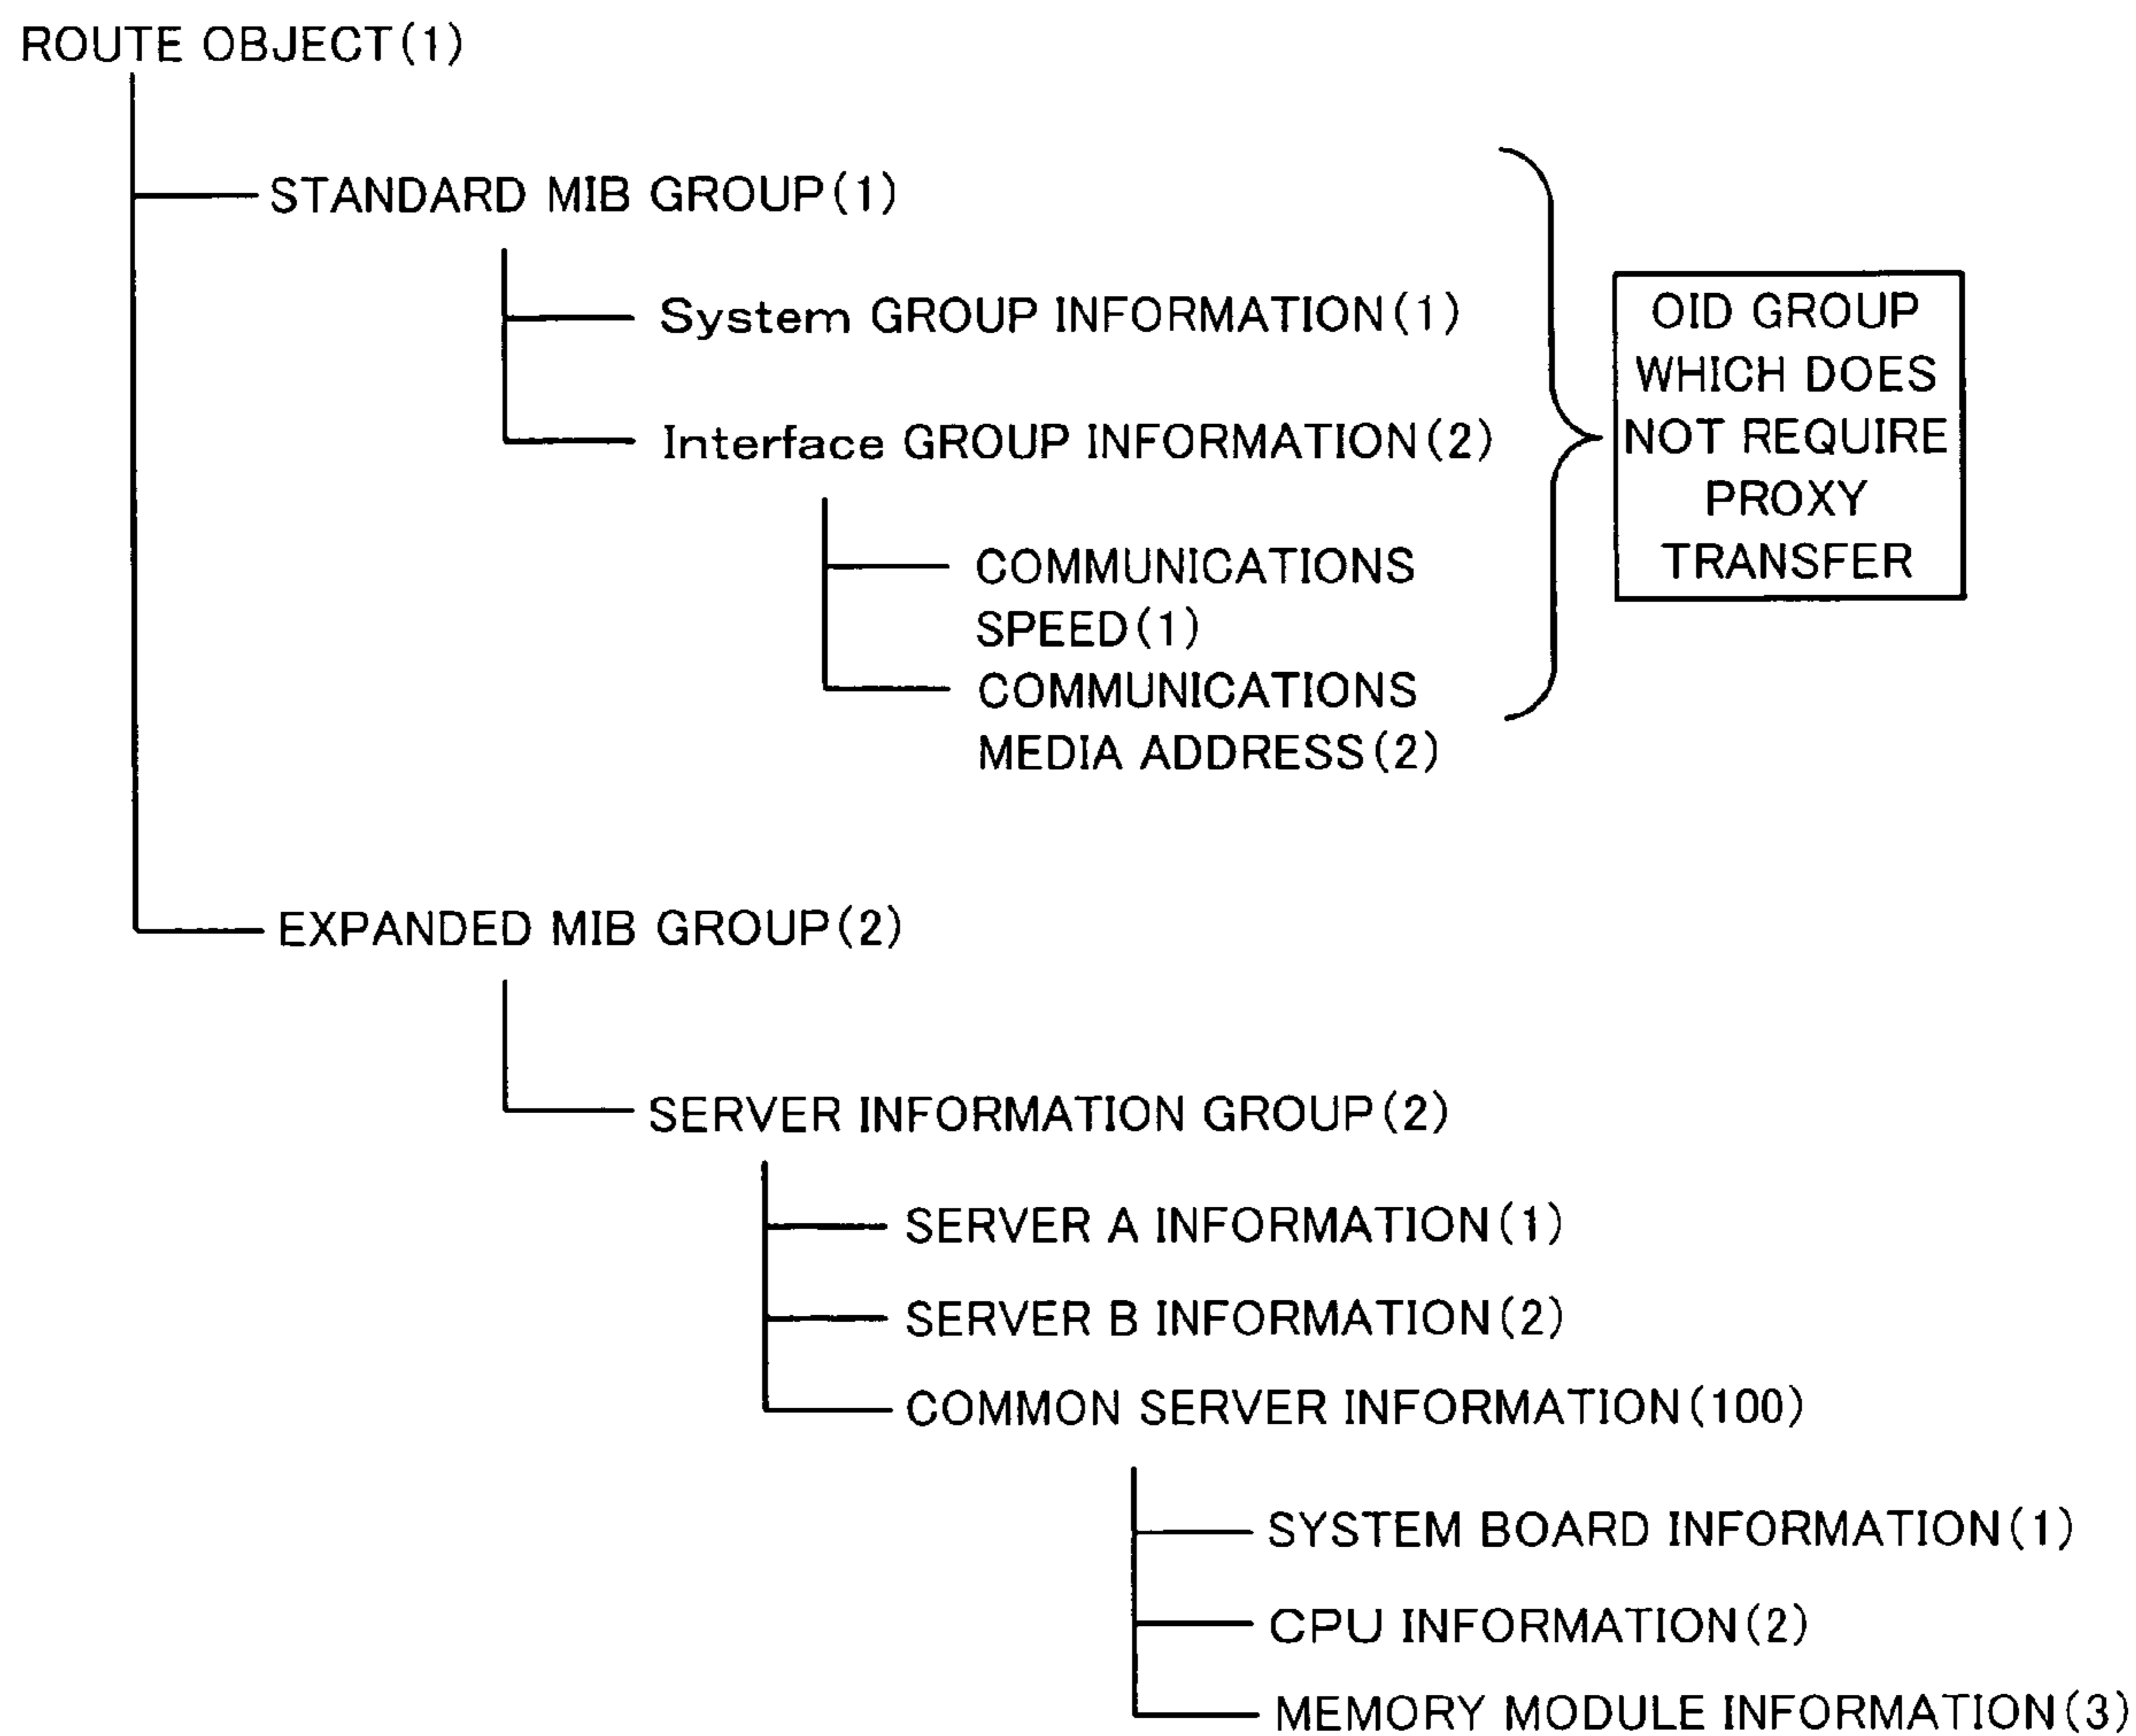 ROUTE OBJECT(1)
STANDARD MIB GROUP(1)
System GROUP INFORMATION(1)
Interface GROUP INFORMATION(2)
COMMUNICATIONS
SPEED(1)
COMMUNICATIONS
MEDIA ADDRESS(2)
OID GROUP
WHICH DOES
NOT REQUIRE
PROXY
TRANSFER
EXPANDED MIB GROUP(2)
SERVER INFORMATION GROUP(2)
SERVER A INFORMATION(1)
SERVER B INFORMATION(2)
COMMON SERVER INFORMATION(100)
SYSTEM BOARD INFORMATION(1)
CPU INFORMATION(2)
MEMORY MODULE INFORMATION(3)